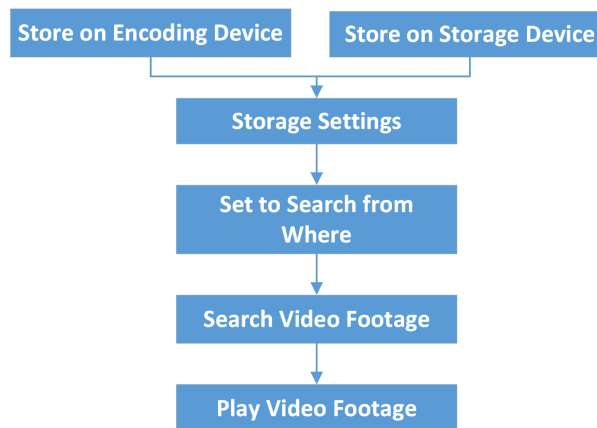 Store on Encoding Device
Store on Storage Device
Storage Settings
Set to Search from
Where
Search Video Footage
Play Video Footage